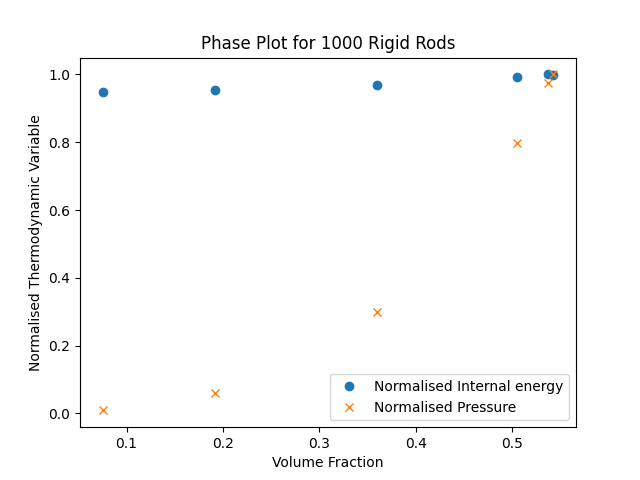 Phase Plot for 1000 Rigid Rods
Normalised Thermodynamic Variable
1.0
0.8
0.6
0.4
0.2
0.0
Normalised Internal energy
Normalised Pressure
0.1 0.2 0.3 0.4 0.5
Volume Fraction